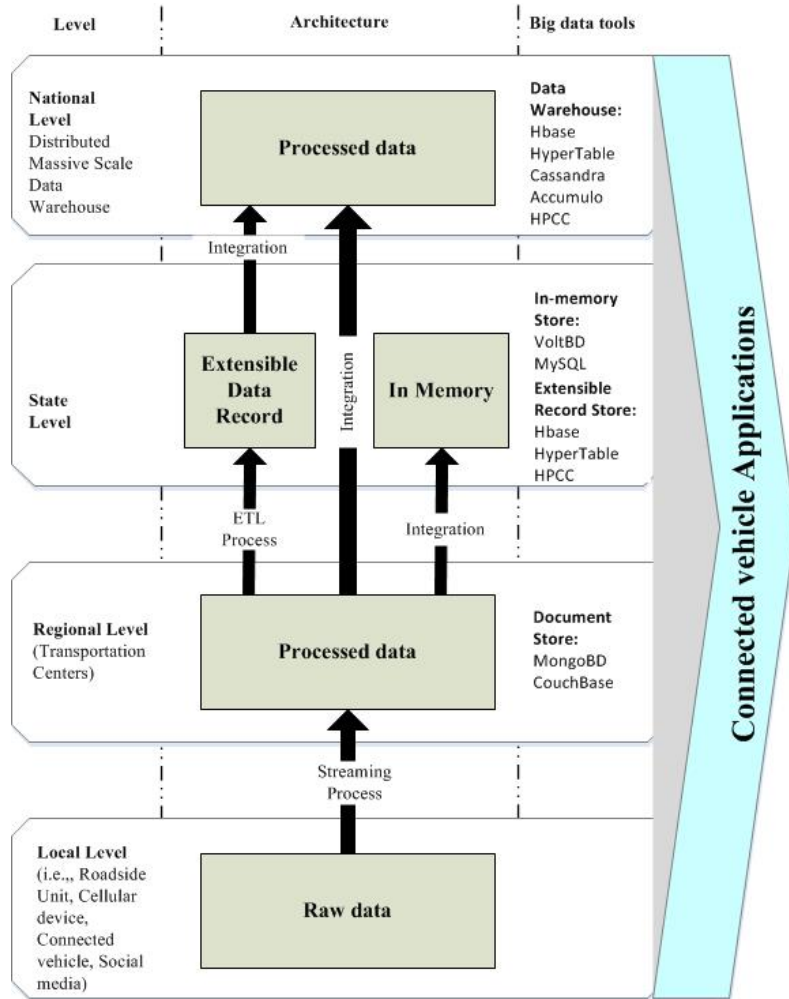 Level
Architecture
Big data tools
National
Level
Distributed
Massive Scale
Data
Warehouse
Processed data
Data
Warehouse:
Hbase
HyperTable
Cassandra
Accumulo
HPCC
Integration
State
Level
Extensible
Data
Record
Integration
In Memory
In-memory
Store:
VoltBD
MySQL
Extensible
Record Store:
Hbase
HyperTable
HPCC
ETL
Process
Integration
Regional Level
(Transportation
Centers)
Processed data
Document
Store:
MongoBD
CouchBase
Streaming
Process
Local Level
(i.e.,, Roadside
Unit, Cellular
device,
Connected
vehicle, Social
media)
Raw data
Connected vehicle Applications